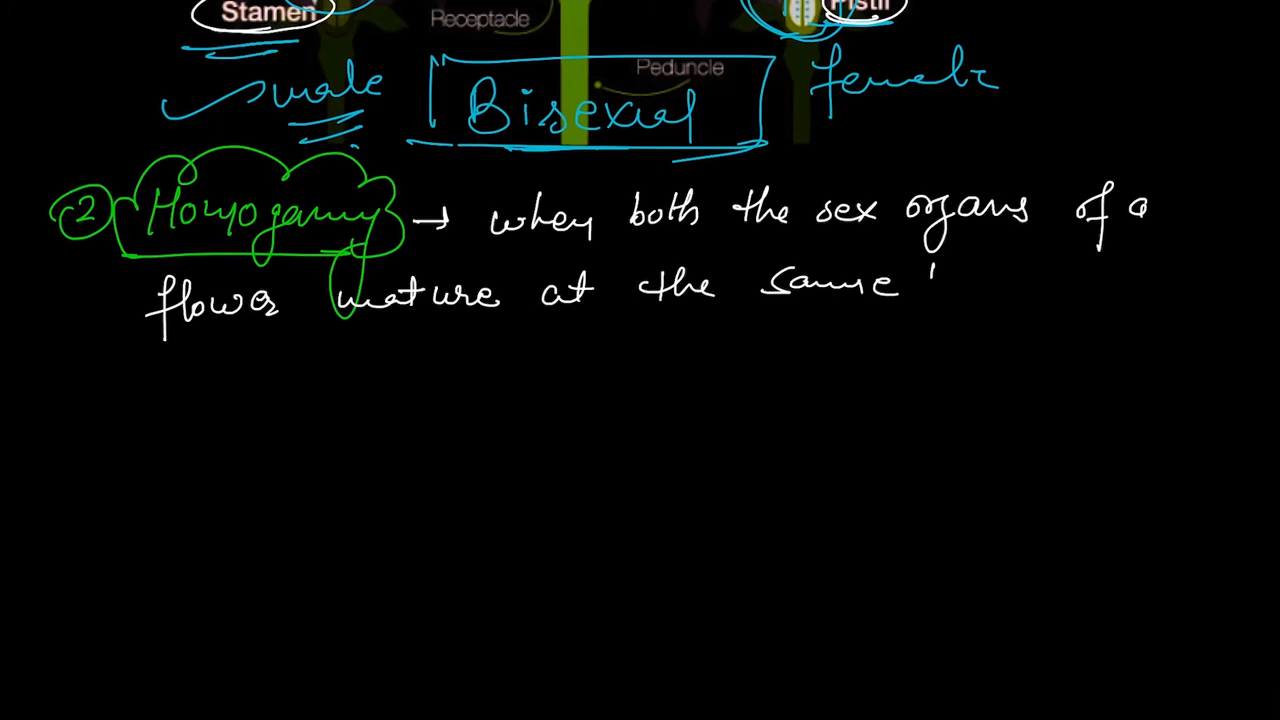 Stamen
Receptacle
Pistil
Peduncle
male
Bisexual
female
2 Homogamy → when both the sex organs of a
flower mature at the same